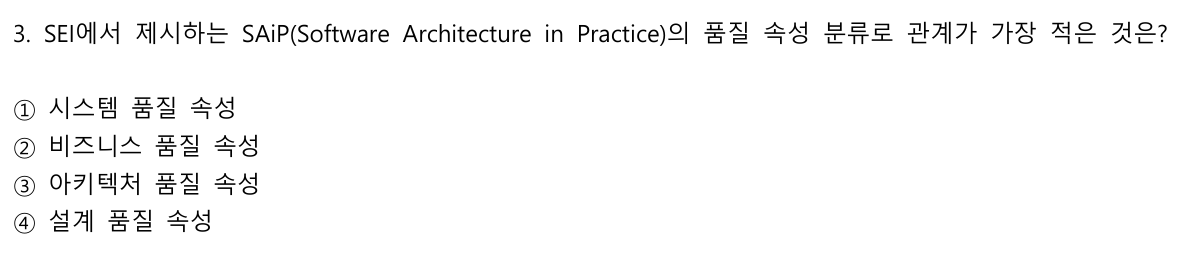 3. SEI에서 제시하는 SAiP(Software Architecture in Practice)의 품질 속성 분류로 관계가 가장 적은 것은?
① 시스템 품질 속성
② 비즈니스 품질 속성
③ 아키텍처 품질 속성
④ 설계 품질 속성